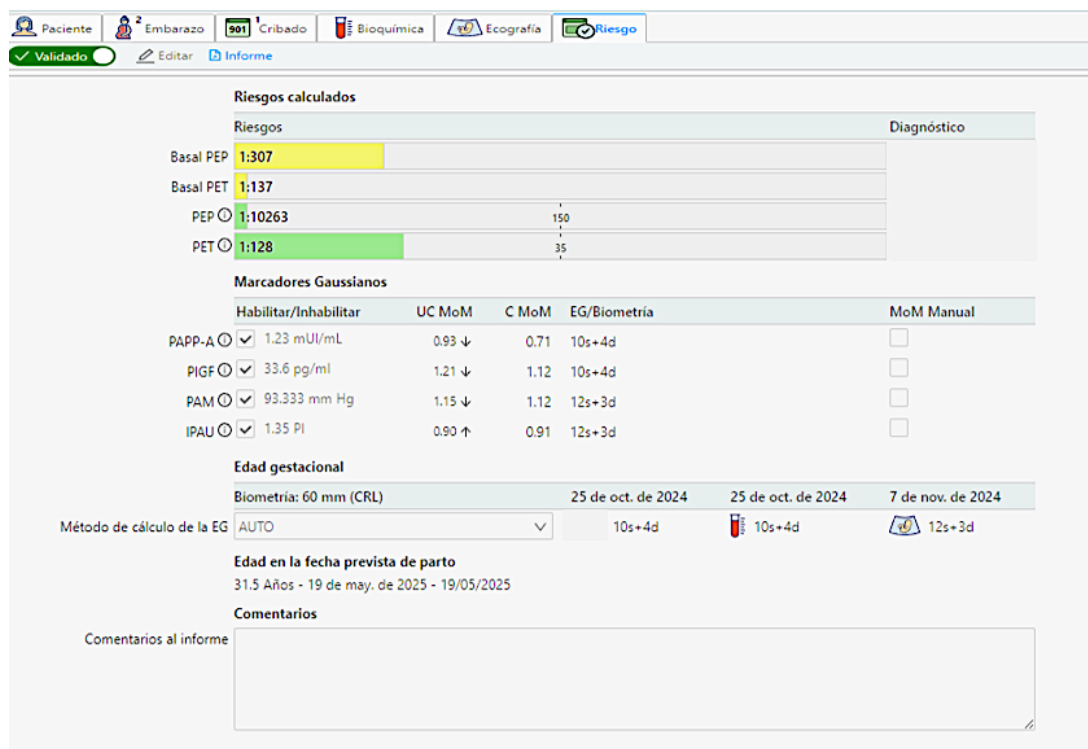 Paciente 2 Embarazo 901 1 Cribado Bioquímica Ecografía Riesgo
Validado Editar Informe
Riesgos calculados
Riesgos Diagnóstico
Basal PEP 1:307
Basal PET 1:137
PEP 1:10263 150
PET 1:128 35
Marcadores Gaussianos
Habilitar/Inhabilitar UC MoM C MoM EG/Biometría MoM Manual
PAPP-A 1.23 mUI/mL 0.93 ↓ 0.71 10s+4d
PlGF 33.6 pg/ml 1.21 ↓ 1.12 10s+4d
PAM 93.333 mm Hg 1.15 ↓ 1.12 12s+3d
IPAU 1.35 PI 0.90 ↑ 0.91 12s+3d
Edad gestacional
Biometría: 60 mm (CRL) 25 de oct. de 2024 25 de oct. de 2024 7 de nov. de 2024
Método de cálculo de la EG AUTO 10s+4d 10s+4d 12s+3d
Edad en la fecha prevista de parto
31.5 Años - 19 de may. de 2025 - 19/05/2025
Comentarios
Comentarios al informe